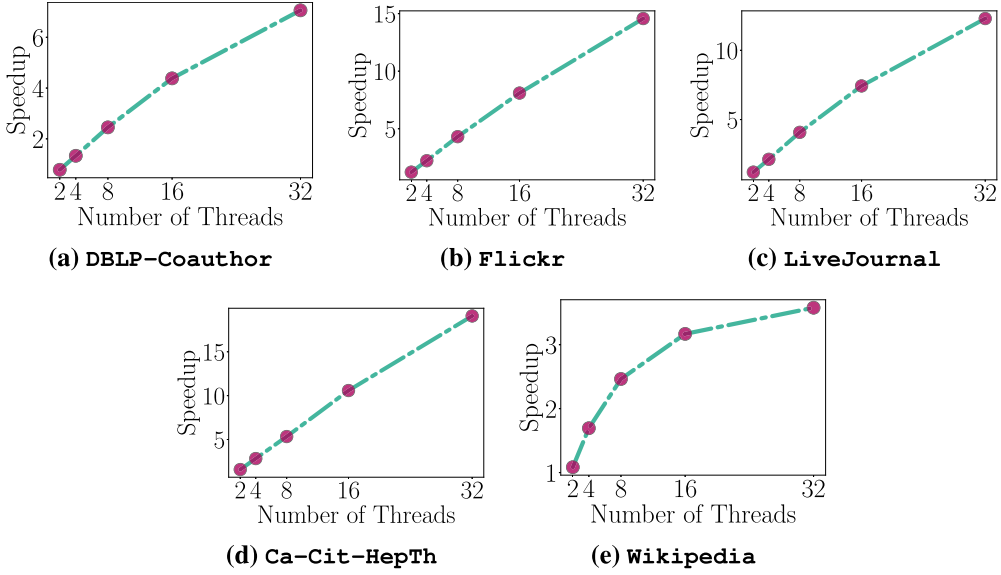 6
4
2
Speedup
2 4 8 16 32
Number of Threads
(a) DBLP-Coauthor
15
10
5
Speedup
2 4 8 16 32
Number of Threads
(b) Flickr
10
5
Speedup
2 4 8 16 32
Number of Threads
(c) LiveJournal
15
10
5
Speedup
2 4 8 16 32
Number of Threads
(d) Ca-Cit-HepTh
3
2
1
Speedup
2 4 8 16 32
Number of Threads
(e) Wikipedia